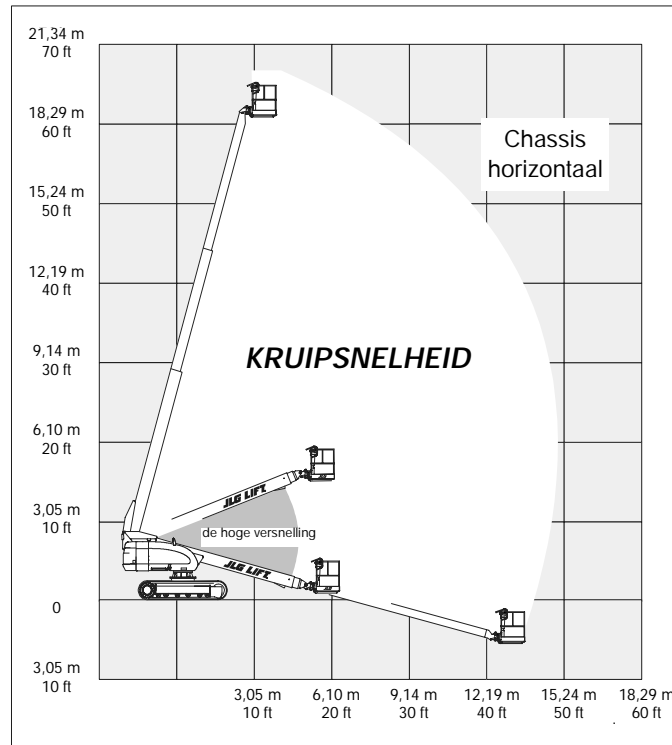 21,34 m
70 ft
18,29 m
60 ft
Chassis
horizontaal
15,24 m
50 ft
12,19 m
40 ft
9,14 m
30 ft
KRUIPSNELHEID
6,10 m
20 ft
JLG LIFT
3,05 m
10 ft
de hoge versnelling
JLG LIFT
0
3,05 m
10 ft
3,05 m 6,10 m 9,14 m 12,19 m 15,24 m 18,29 m
10 ft 20 ft 30 ft 40 ft 50 ft 60 ft